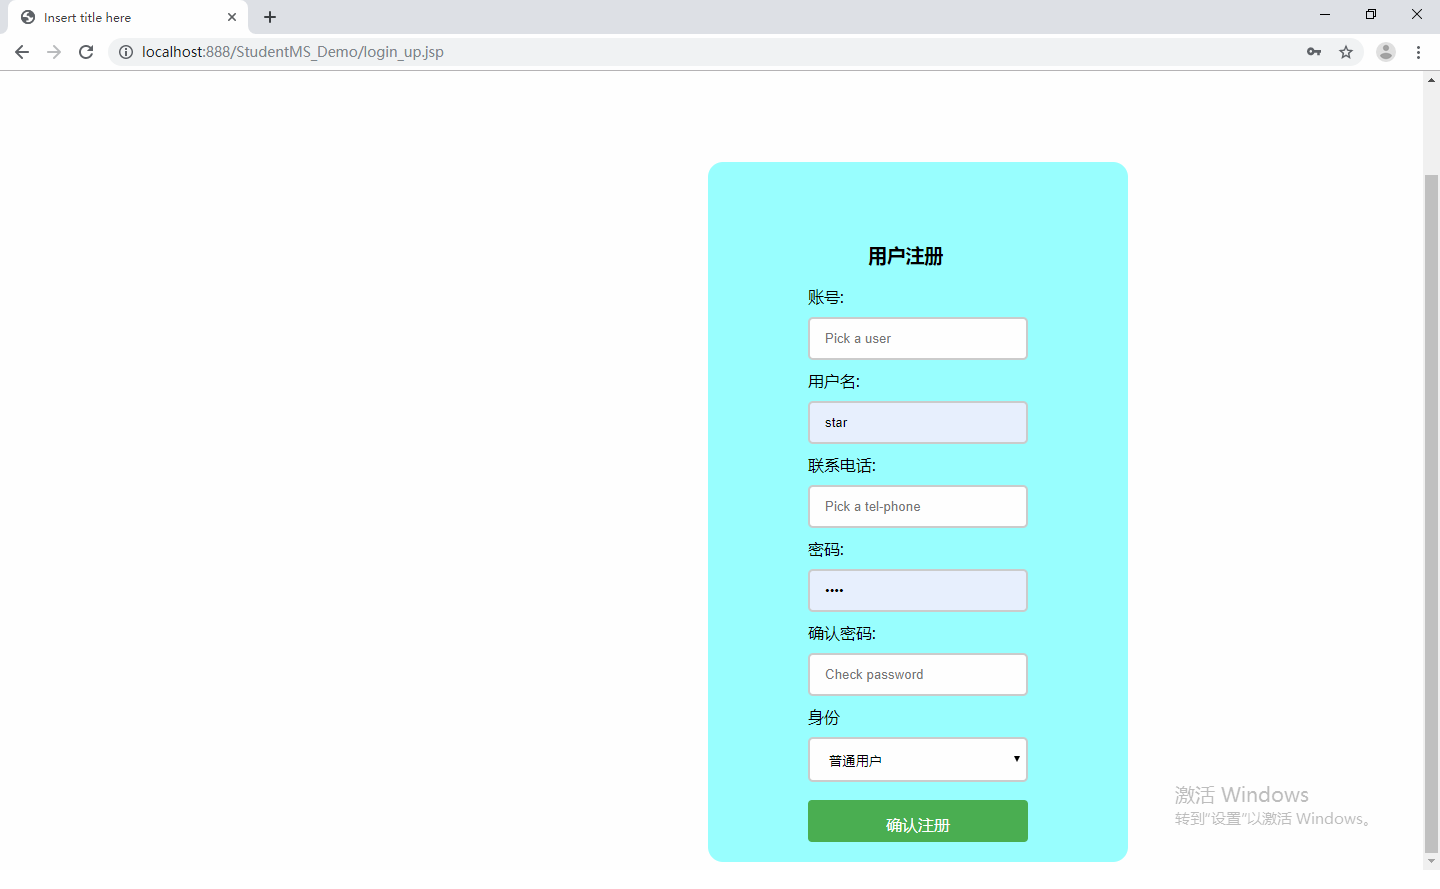 Insert title here
localhost:888/StudentMS_Demo/login_up.jsp
用户注册
账号:
Pick a user
用户名:
star
联系电话:
Pick a tel-phone
密码:
••••
确认密码:
Check password
身份
普通用户
确认注册
激活 Windows
转到“设置”以激活 Windows。